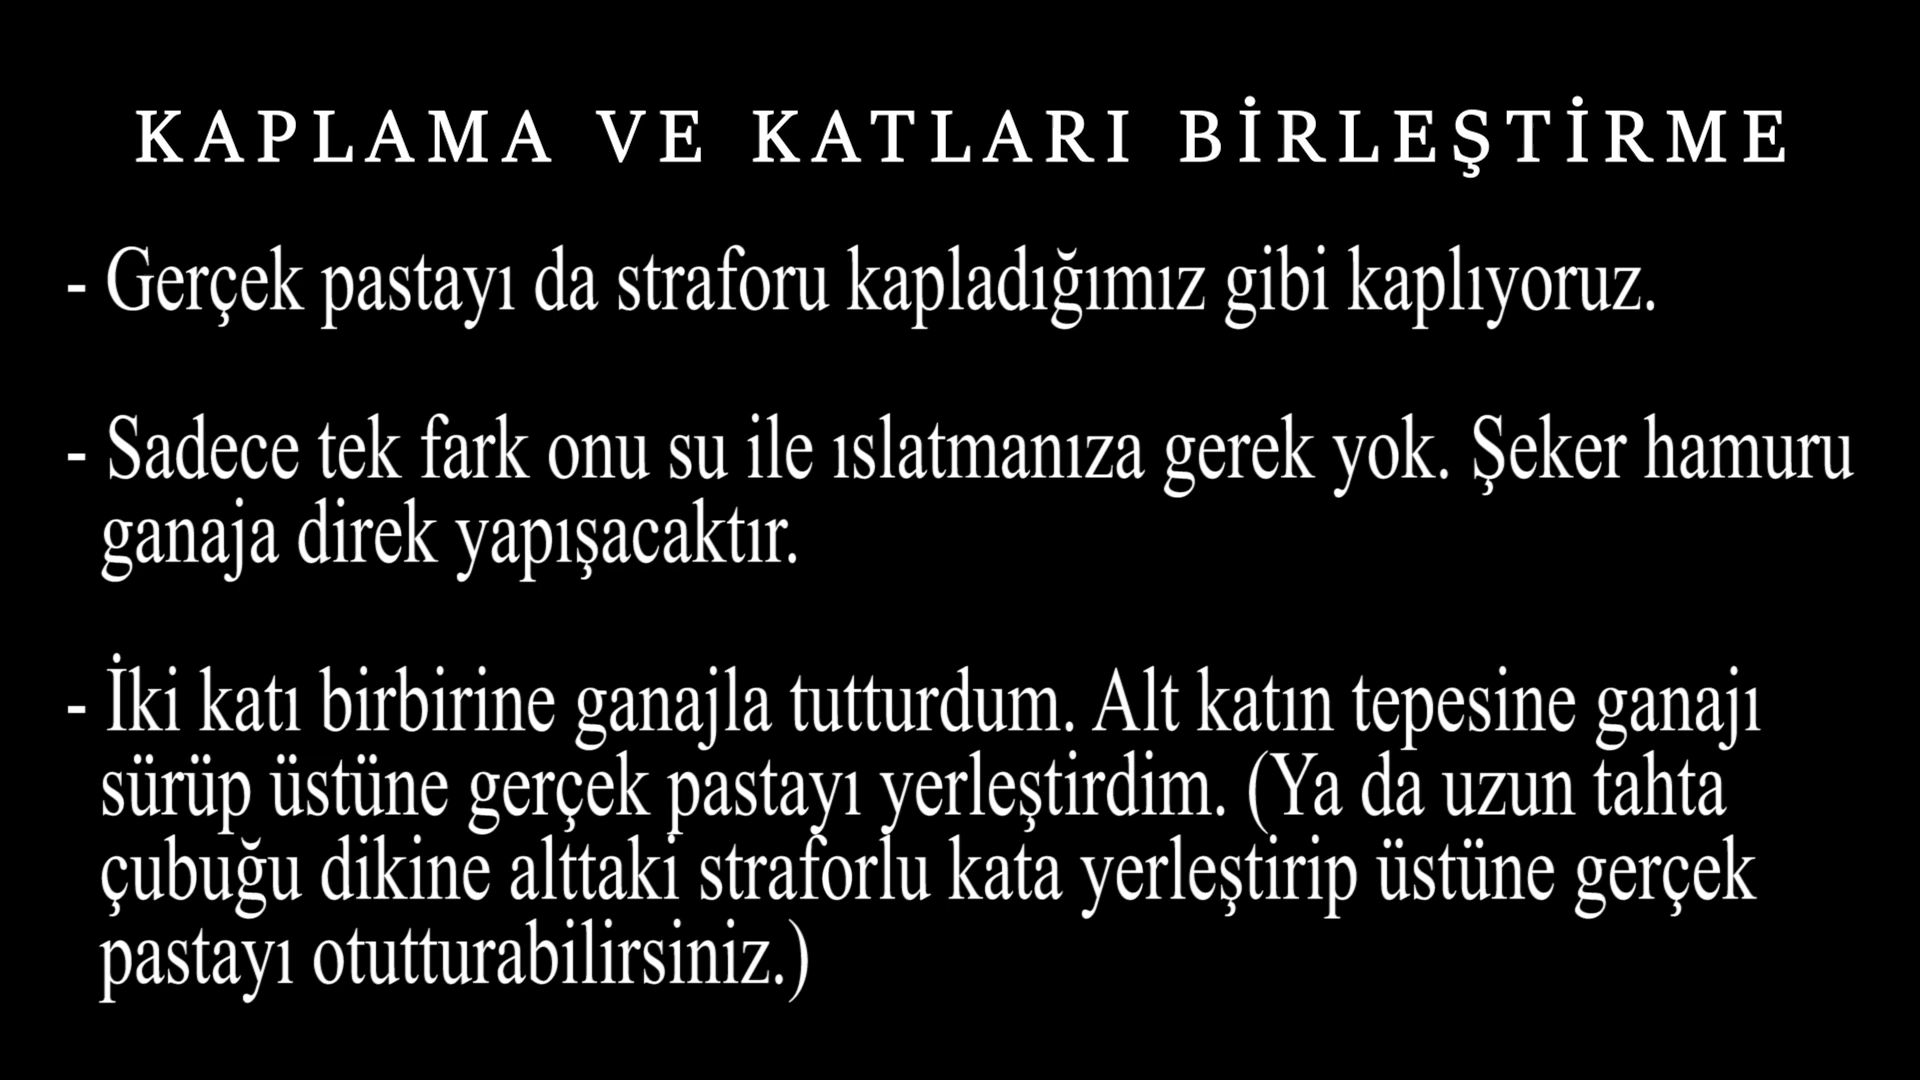 KAPLAMA VE KATLARI BİRLEŞTİRME
- Gerçek pastayı da straforu kapladığımız gibi kaplıyoruz.
- Sadece tek fark onu su ile ıslatmanıza gerek yok. Şeker hamuru
ganaja direk yapışacaktır.
- İki katı birbirine ganajla tutturdum. Alt katın tepesine ganajı
sürüp üstüne gerçek pastayı yerleştirdim. (Ya da uzun tahta
çubuğu dikine alttaki straforlu kata yerleştirip üstüne gerçek
pastayı otutturabilirsiniz.)